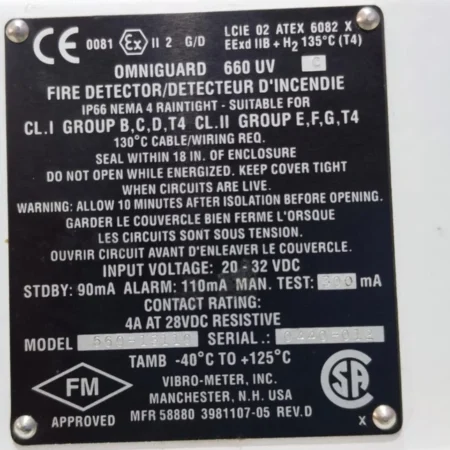 CE 0081 Ex II 2 G/D
LCIE 02 ATEX 6082 X
EExd IIB + H2 135°C (T4)
OMNIGUARD 660 UV C
FIRE DETECTOR/DETECTEUR D'INCENDIE
IP66 NEMA 4 RAINTIGHT - SUITABLE FOR
CL.I GROUP B,C,D,T4 CL.II GROUP E,F,G,T4
130°C CABLE/WIRING REQ.
SEAL WITHIN 18 IN. OF ENCLOSURE
DO NOT OPEN WHILE ENERGIZED. KEEP COVER TIGHT
WHEN CIRCUITS ARE LIVE.
WARNING: ALLOW 10 MINUTES AFTER ISOLATION BEFORE OPENING.
GARDER LE COUVERCLE BIEN FERME L'ORSQUE
LES CIRCUITS SONT SOUS TENSION.
OUVRIR CIRCUIT AVANT D'ENLEAVER LE COUVERCLE.
INPUT VOLTAGE: 20 - 32 VDC
STDBY: 90mA ALARM: 110mA MAN. TEST: mA
CONTACT RATING:
4A AT 28VDC RESISTIVE
MODEL SERIAL .:
TAMB -40°C TO +125°C
FM
APPROVED
VIBRO-METER, INC.
MANCHESTER, N.H. USA
MFR 58880 3981107-05 REV.D
SA
X